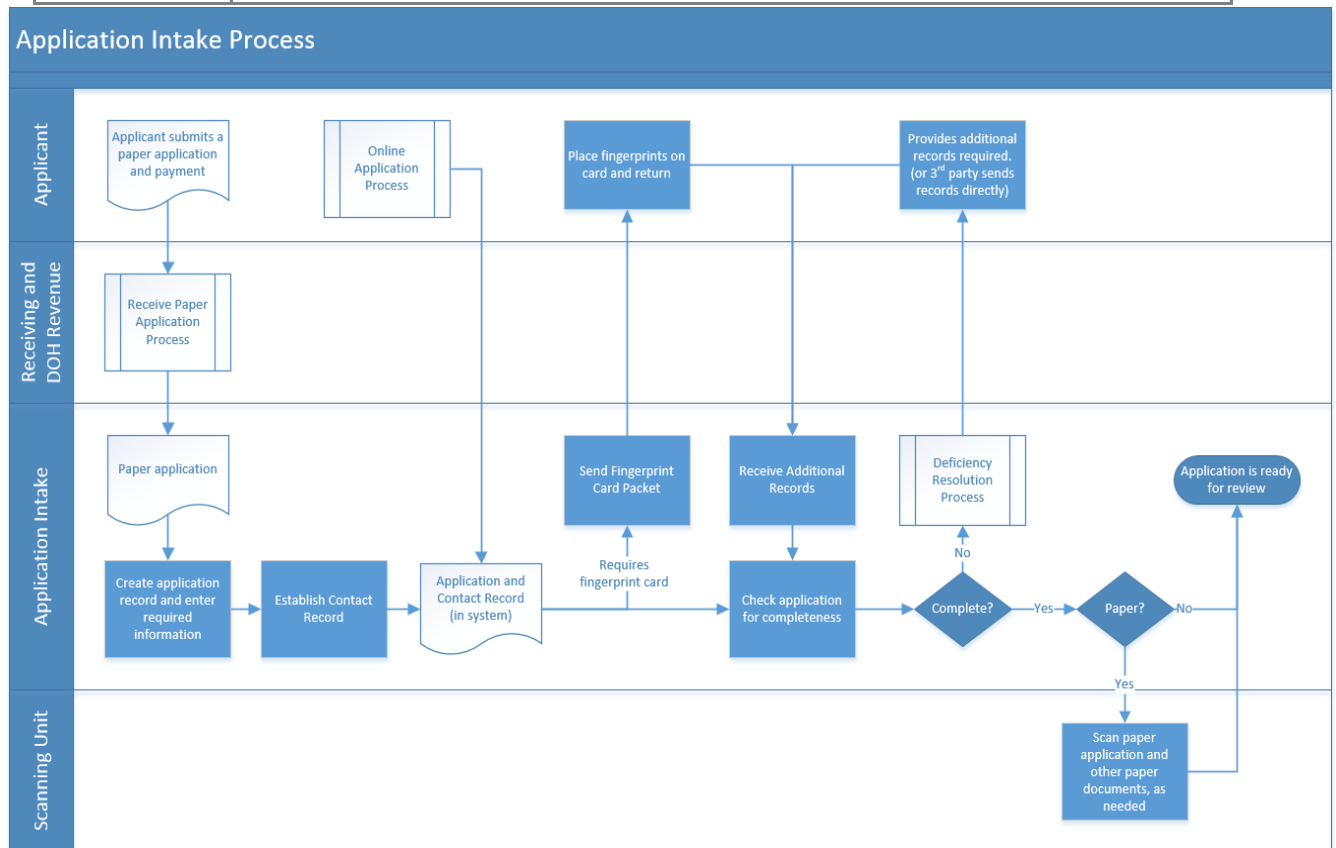 Application Intake Process
Applicant
Applicant submits a
paper application
and payment
Online
Application
Process
Place fingerprints on
card and return
Provides additional
records required.
(or 3rd party sends
records directly)
Receiving and
DOH Revenue
Receive Paper
Application
Process
Application Intake
Paper application
Send Fingerprint
Card Packet
Receive Additional
Records
Deficiency
Resolution
Process
Application is ready
for review
No
Requires
fingerprint card
Create application
record and enter
required
information
Establish Contact
Record
Application and
Contact Record
(in system)
Check application
for completeness
Complete?
Yes
Paper?
No
Yes
Scanning Unit
Scan paper
application and
other paper
documents, as
needed